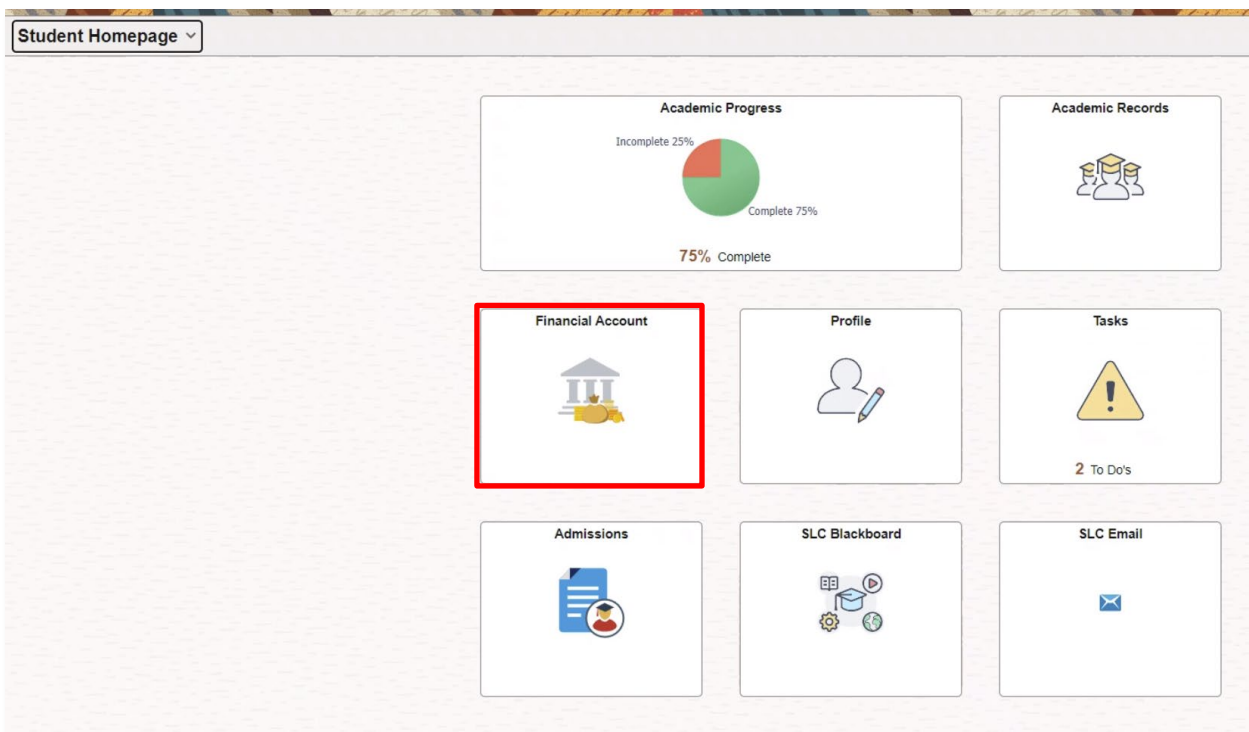 Student Homepage
Academic Progress
Incomplete 25%
Complete 75%
75% Complete
Academic Records
Financial Account
Profile
Tasks
2 To Do's
Admissions
SLC Blackboard
SLC Email